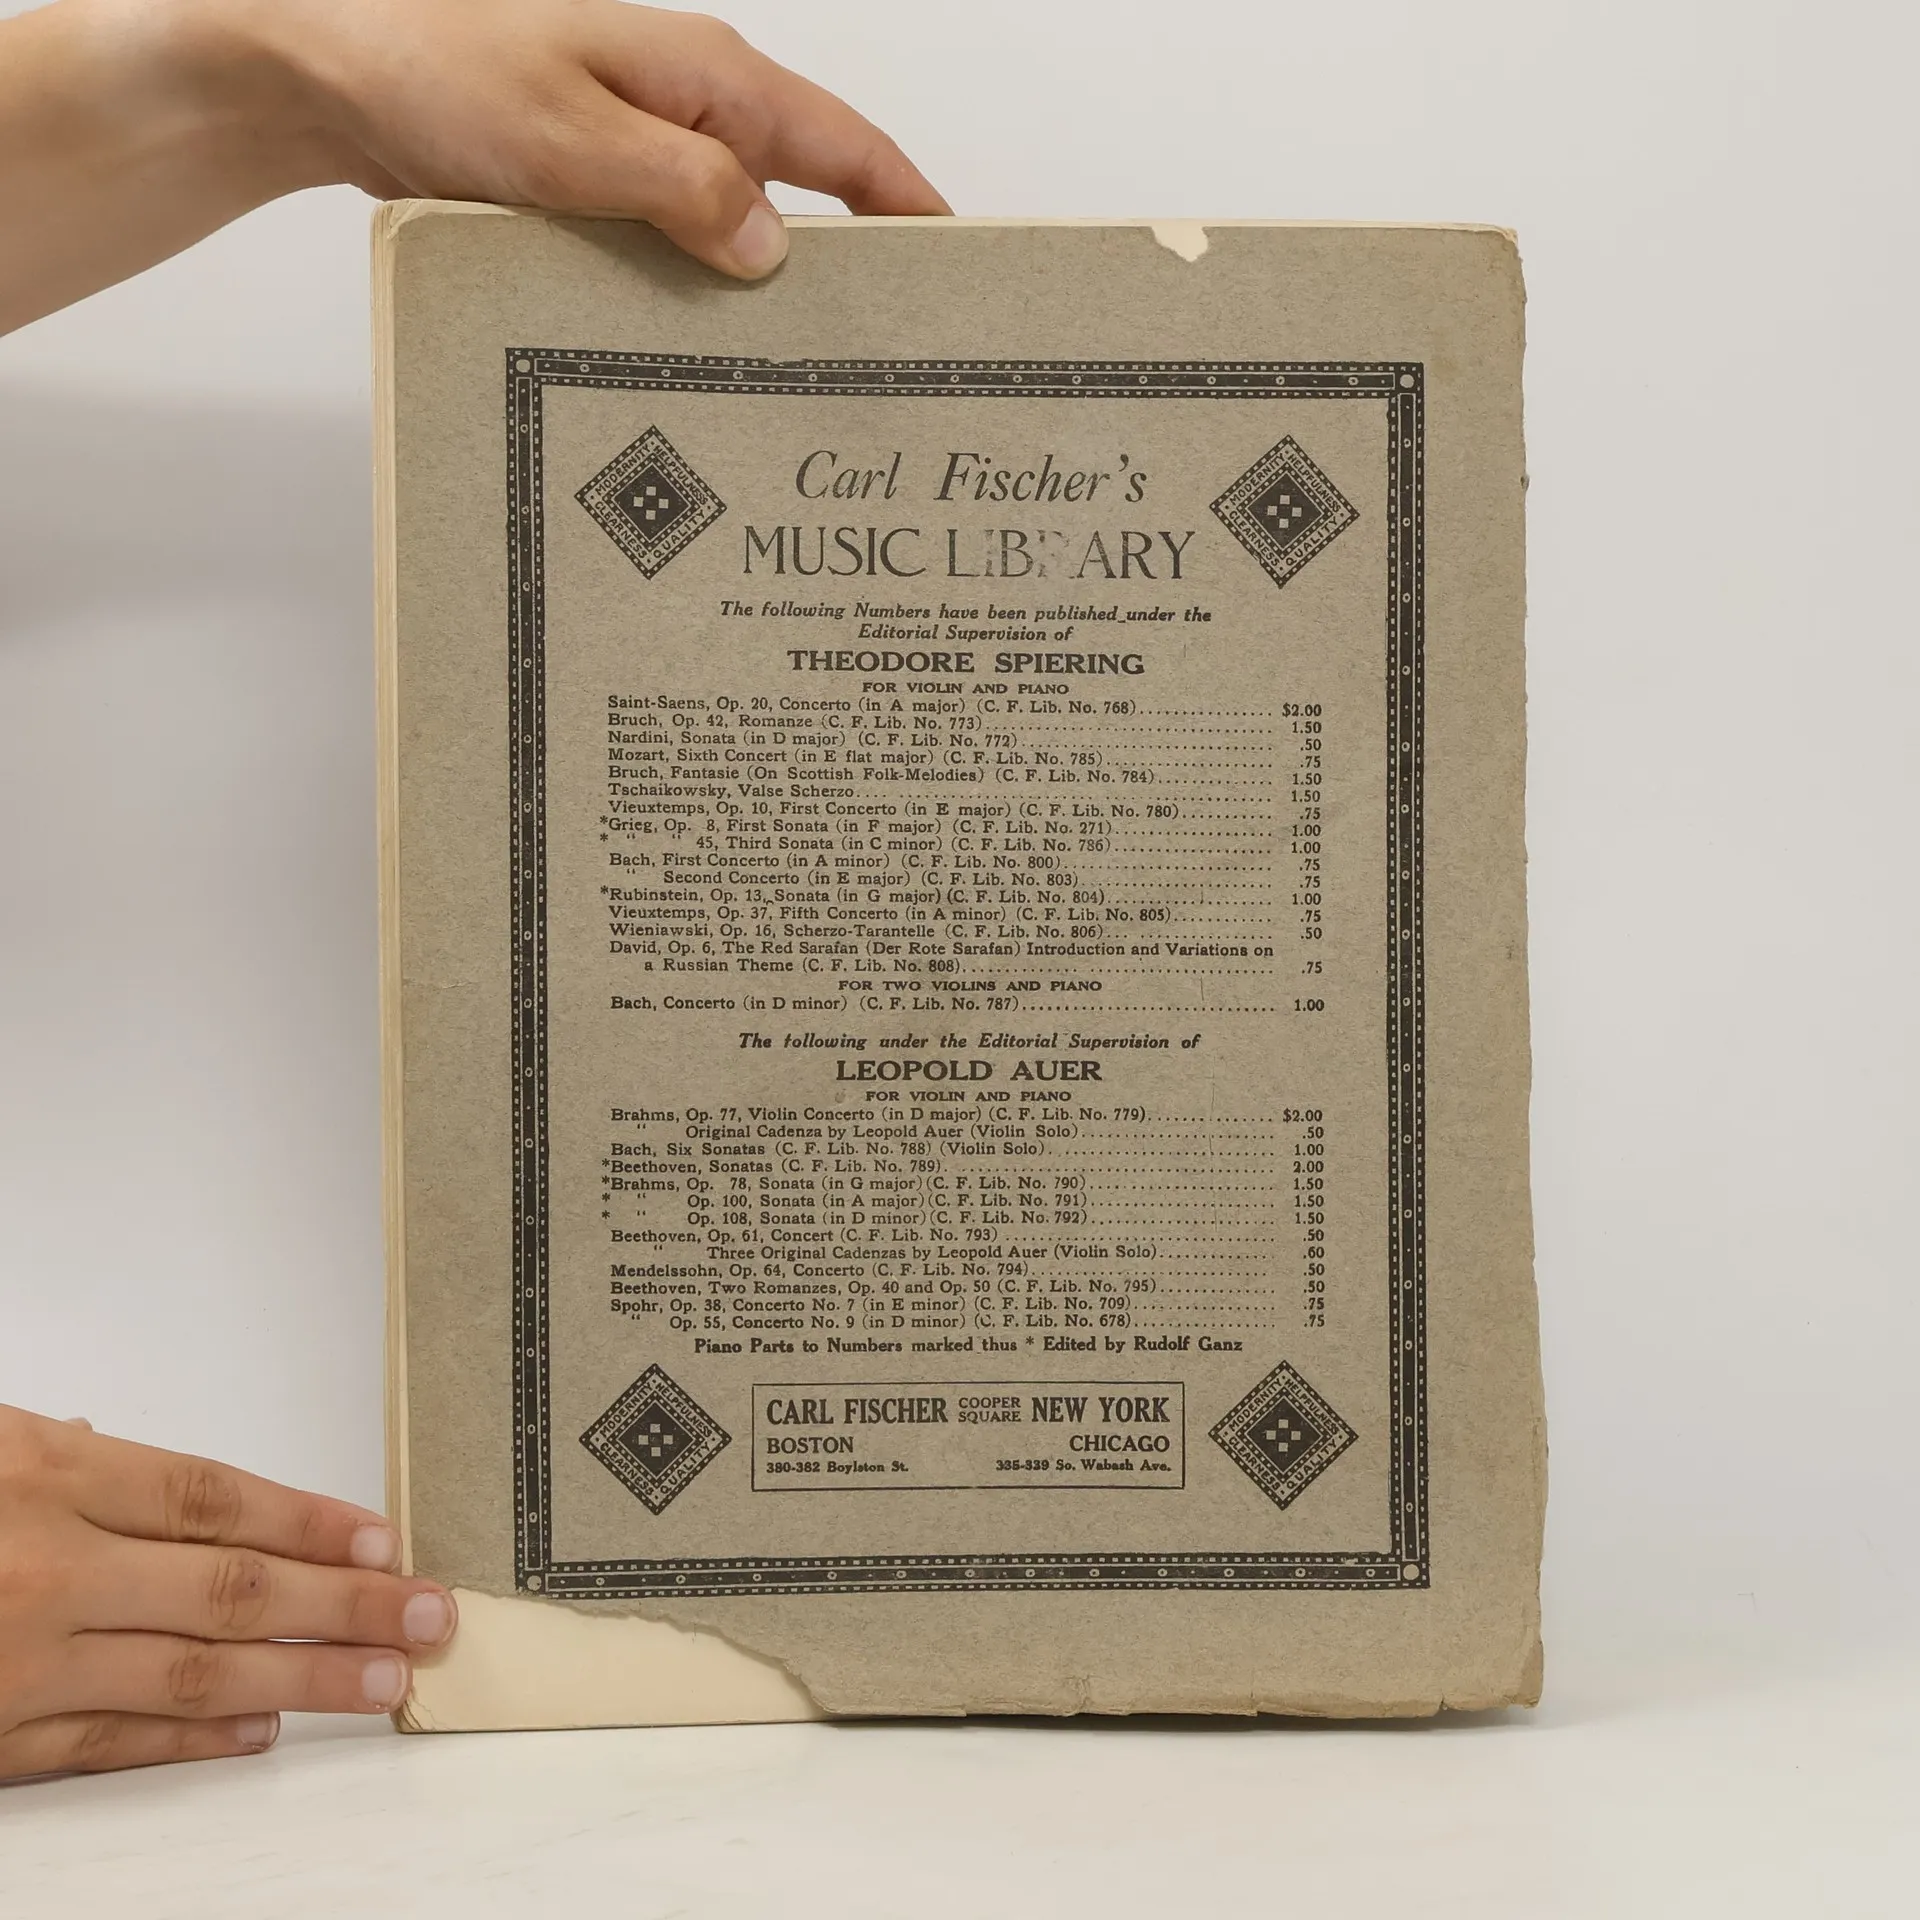 Carl Fischer's
MUSIC LIBRARY
MODERNITY HELPFULNESS CLEARNESS QUALITY
MODERNITY HELPFULNESS CLEARNESS QUALITY
The following Numbers have been published under the
Editorial Supervision of
THEODORE SPIERING
FOR VIOLIN AND PIANO
Saint-Saens, Op. 20, Concerto (in A major) (C. F. Lib. No. 768)................ $2.00
Bruch, Op. 42, Romanze (C. F. Lib. No. 773)................ 1.50
Nardini, Sonata (in D major) (C. F. Lib. No. 772)................ .50
Mozart, Sixth Concert (in E flat major) (C. F. Lib. No. 785)................ .75
Bruch, Fantasie (On Scottish Folk-Melodies) (C. F. Lib. No. 784)................ 1.50
Tschaikowsky, Valse Scherzo................ 1.50
Vieuxtemps, Op. 10, First Concerto (in E major) (C. F. Lib. No. 780)........... .75
*Grieg, Op. 8, First Sonata (in F major) (C. F. Lib. No. 271)................ 1.00
* " " 45, Third Sonata (in C minor) (C. F. Lib. No. 786)................ 1.00
Bach, First Concerto (in A minor) (C. F. Lib. No. 800)................ .75
" Second Concerto (in E major) (C. F. Lib. No. 803)................ .75
*Rubinstein, Op. 13, Sonata (in G major) (C. F. Lib. No. 804)................ 1.00
Vieuxtemps, Op. 37, Fifth Concerto (in A minor) (C. F. Lib. No. 805)............ .75
Wieniawski, Op. 16, Scherzo-Tarantelle (C. F. Lib. No. 806)................ .50
David, Op. 6, The Red Sarafan (Der Rote Sarafan) Introduction and Variations on
a Russian Theme (C. F. Lib. No. 808)................ .75
FOR TWO VIOLINS AND PIANO
Bach, Concerto (in D minor) (C. F. Lib. No. 787)................ 1.00
The following under the Editorial Supervision of
LEOPOLD AUER
FOR VIOLIN AND PIANO
Brahms, Op. 77, Violin Concerto (in D major) (C. F. Lib. No. 779)............... $2.00
" Original Cadenza by Leopold Auer (Violin Solo)................ .50
Bach, Six Sonatas (C. F. Lib. No. 788) (Violin Solo)................ 1.00
*Beethoven, Sonatas (C. F. Lib. No. 789)................ 2.00
*Brahms, Op. 78, Sonata (in G major) (C. F. Lib. No. 790)................ 1.50
* " Op. 100, Sonata (in A major) (C. F. Lib. No. 791)................ 1.50
* " Op. 108, Sonata (in D minor) (C. F. Lib. No. 792)................ 1.50
Beethoven, Op. 61, Concert (C. F. Lib. No. 793)................ .50
" Three Original Cadenzas by Leopold Auer (Violin Solo)............. .60
Mendelssohn, Op. 64, Concerto (C. F. Lib. No. 794)................ .50
Beethoven, Two Romanzes, Op. 40 and Op. 50 (C. F. Lib. No. 795)............... .50
Spohr, Op. 38, Concerto No. 7 (in E minor) (C. F. Lib. No. 709)................ .75
" Op. 55, Concerto No. 9 (in D minor) (C. F. Lib. No. 678)................ .75
Piano Parts to Numbers marked thus * Edited by Rudolf Ganz
MODERNITY HELPFULNESS CLEARNESS QUALITY
CARL FISCHER COOPER SQUARE NEW YORK
BOSTON CHICAGO
380-382 Boylston St. 335-339 So. Wabash Ave.
MODERNITY HELPFULNESS CLEARNESS QUALITY